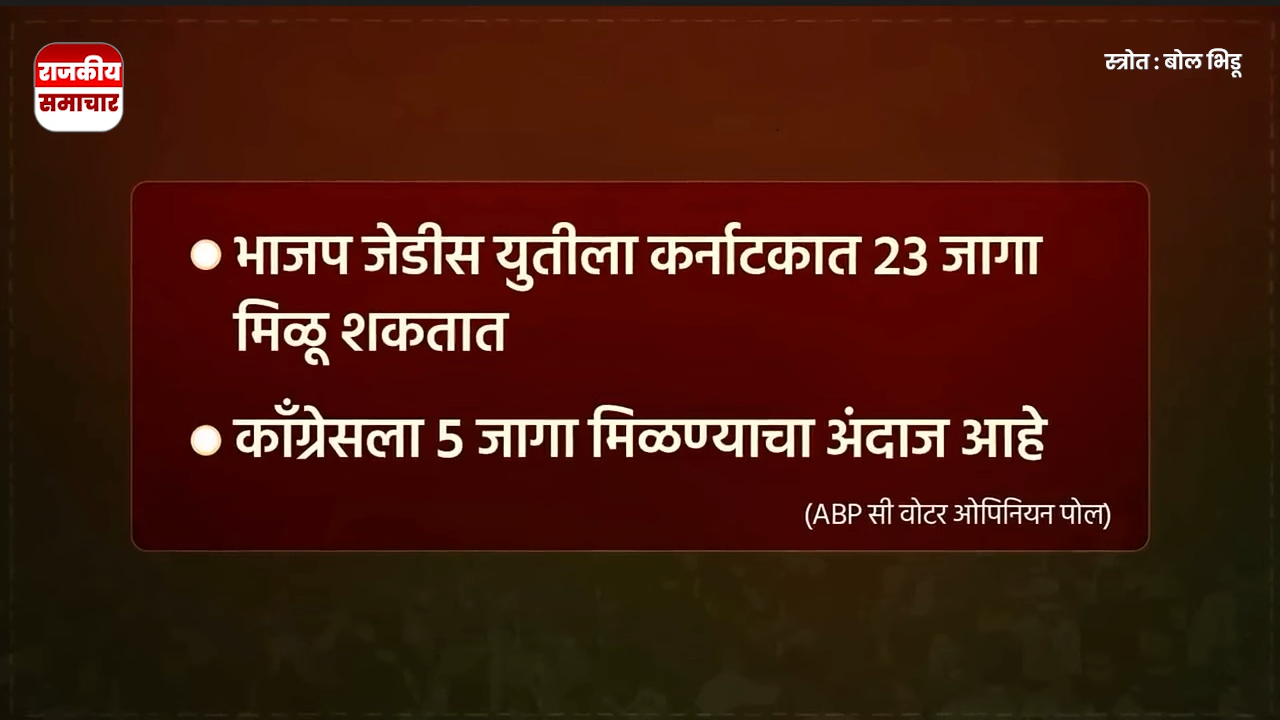 राजकीय
समाचार
स्त्रोत : बोल भिडू
भाजप जेडीस युतीला कर्नाटकात 23 जागा
मिळू शकतात
काँग्रेसला 5 जागा मिळण्याचा अंदाज आहे
(ABP सी वोटर ओपिनियन पोल)